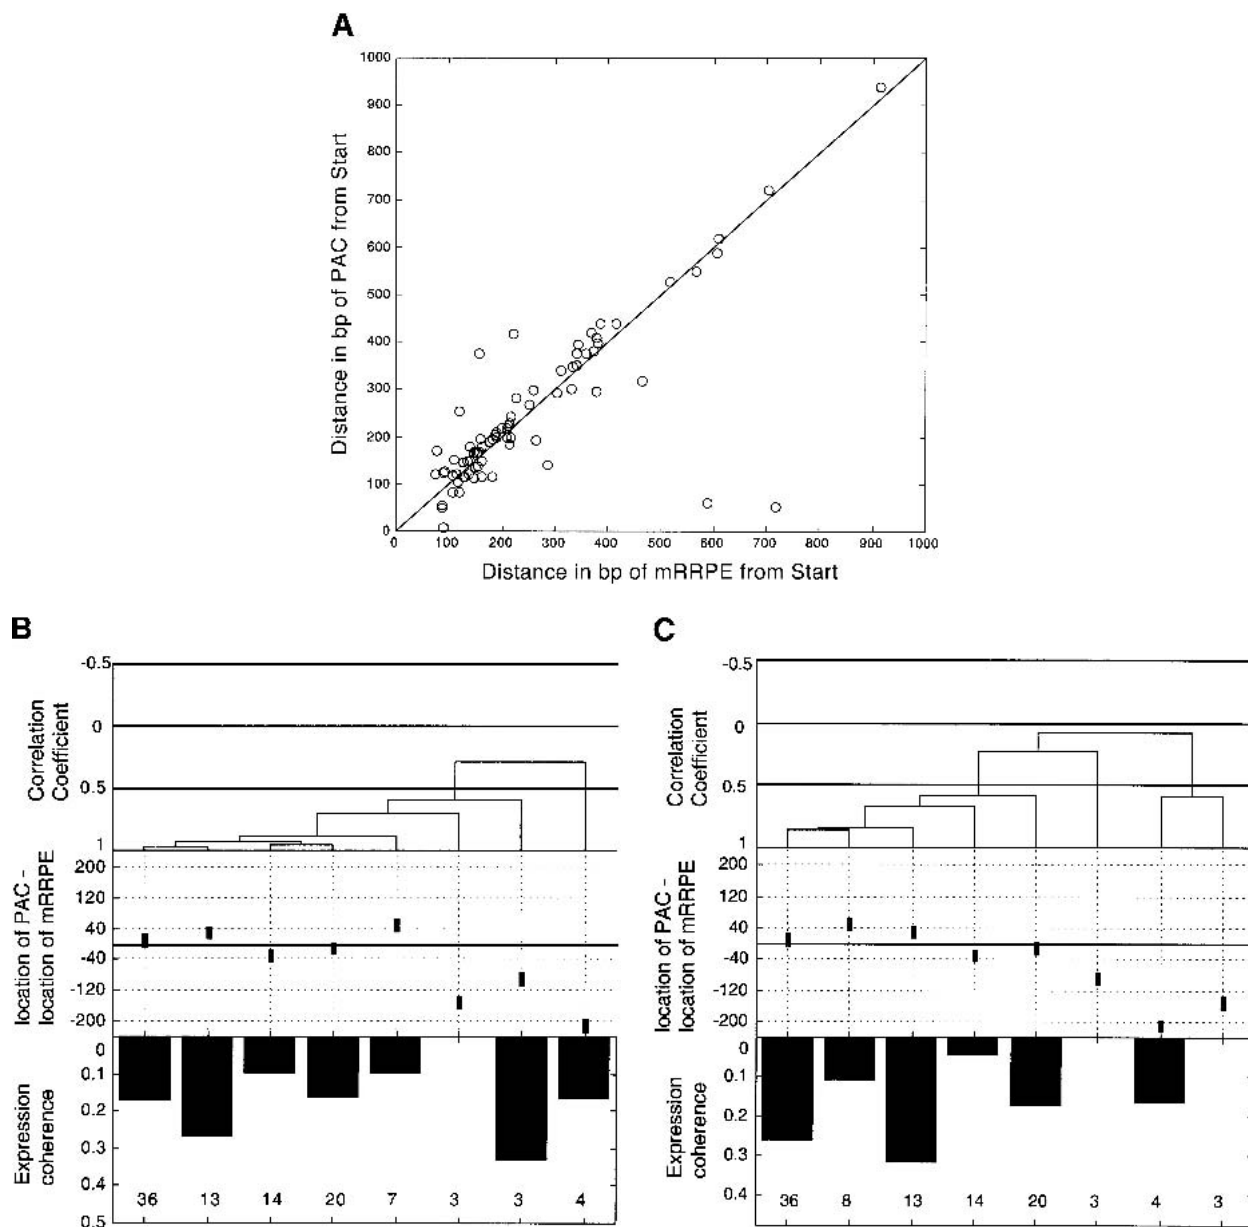 A
1000
900
800
700
600
500
400
300
200
100
0
Distance in bp of PAC from Start
0 100 200 300 400 500 600 700 800 900 1000
Distance in bp of mRRPE from Start
B
-0.5
0
0.5
1
Correlation
Coefficient
200
120
40
-40
-120
-200
location of PAC -
location of mRRPE
0
0.1
0.2
0.3
0.4
0.5
Expression
coherence
36 13 14 20 7 3 3 4
C
-0.5
0
0.5
1
Correlation
Coefficient
200
120
40
-40
-120
-200
location of PAC -
location of mRRPE
0
0.1
0.2
0.3
0.4
Expression
coherence
36 8 13 14 20 3 4 3